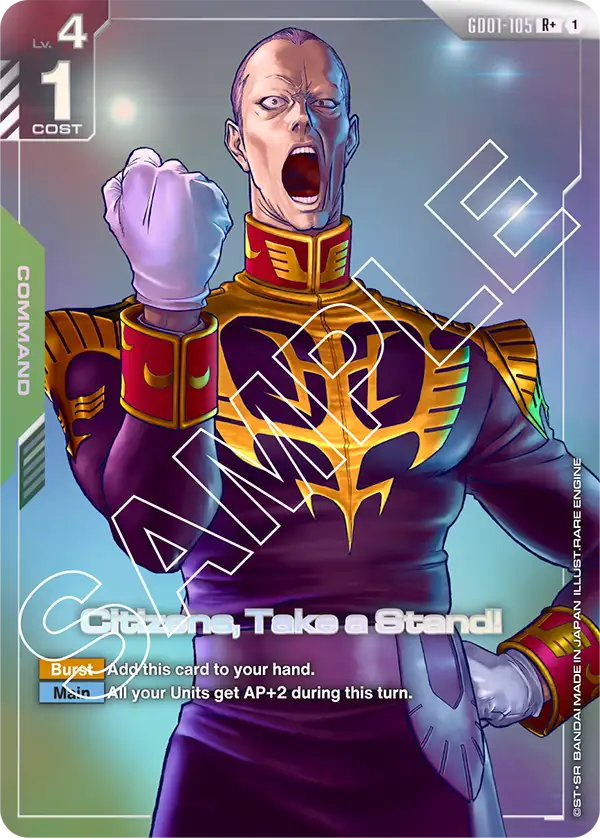 Lv. 4
1
COST
GD01-105 R+ 1
COMMAND
SAMPLE
Citizens, Take a Stand!
Burst Add this card to your hand.
Main All your Units get AP+2 during this turn.
©ST・SR BANDAI MADE IN JAPAN ILLUST.RARE ENGINE